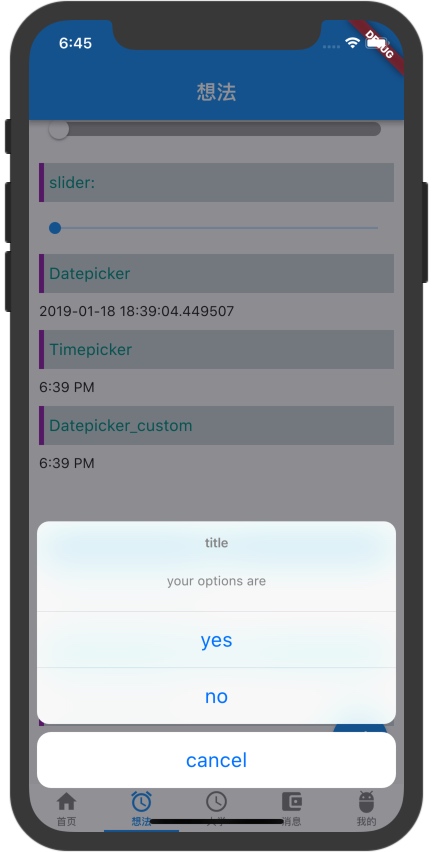 6:45
DEBUG
想法
slider:
Datepicker
2019-01-18 18:39:04.449507
Timepicker
6:39 PM
Datepicker_custom
6:39 PM
title
your options are
yes
no
cancel
首页
想法
消息
我的